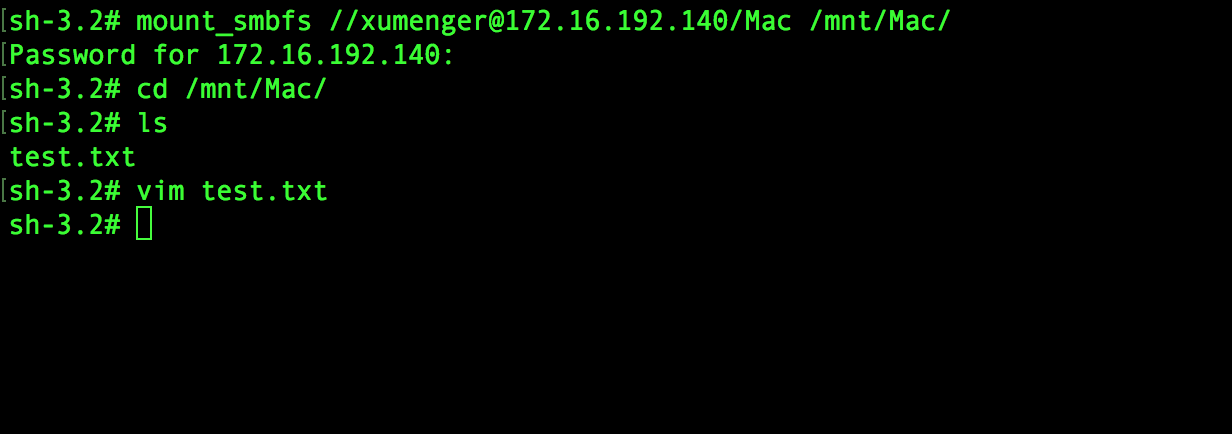 sh-3.2# mount_smbfs //xumenger@172.16.192.140/Mac /mnt/Mac/
Password for 172.16.192.140:
sh-3.2# cd /mnt/Mac/
sh-3.2# ls
test.txt
sh-3.2# vim test.txt
sh-3.2#